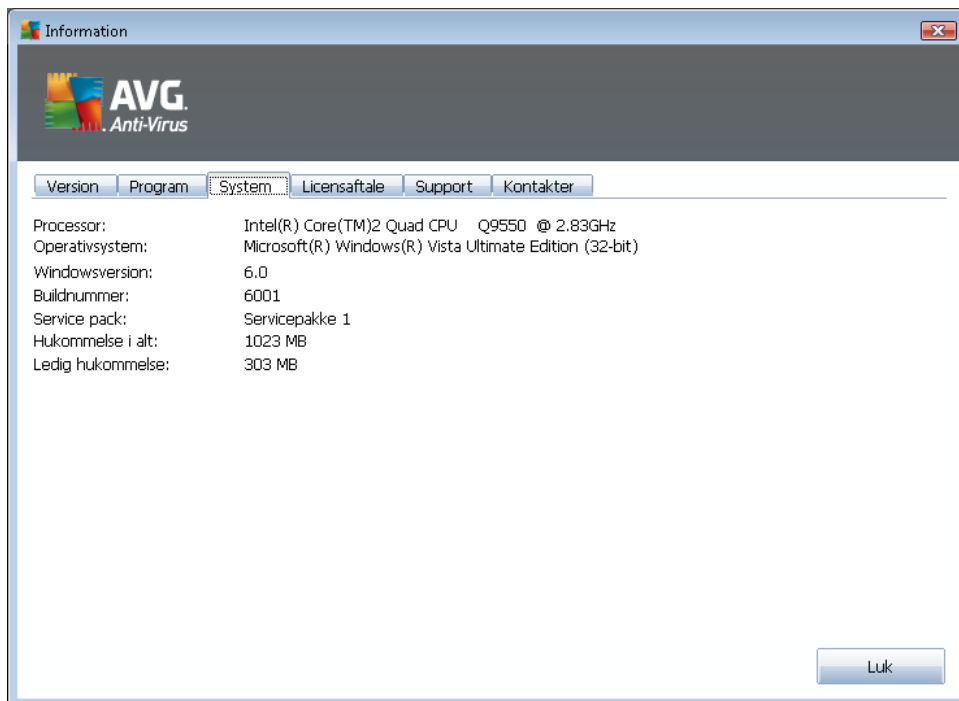 Information
AVG.
Anti-Virus
Version Program System Licensaftale Support Kontakter
Processor: Intel(R) Core(TM)2 Quad CPU Q9550 @ 2.83GHz
Operativsystem: Microsoft(R) Windows(R) Vista Ultimate Edition (32-bit)
Windowsversion: 6.0
Buildnummer: 6001
Service pack: Servicepakke 1
Hukommelse i alt: 1023 MB
Ledig hukommelse: 303 MB
Luk